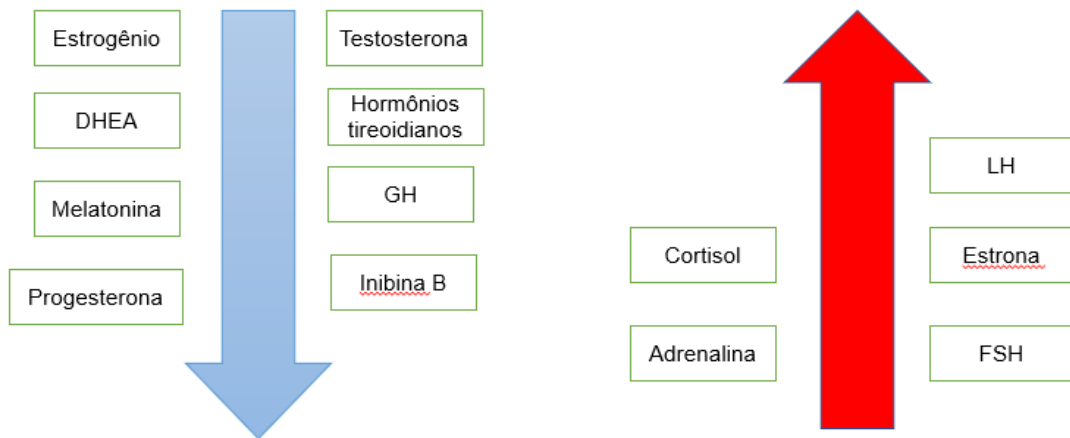 Estrogênio
DHEA
Melatonina
Progesterona
Testosterona
Hormônios
tireoidianos
GH
Inibina B
Cortisol
Adrenalina
LH
Estrona
FSH